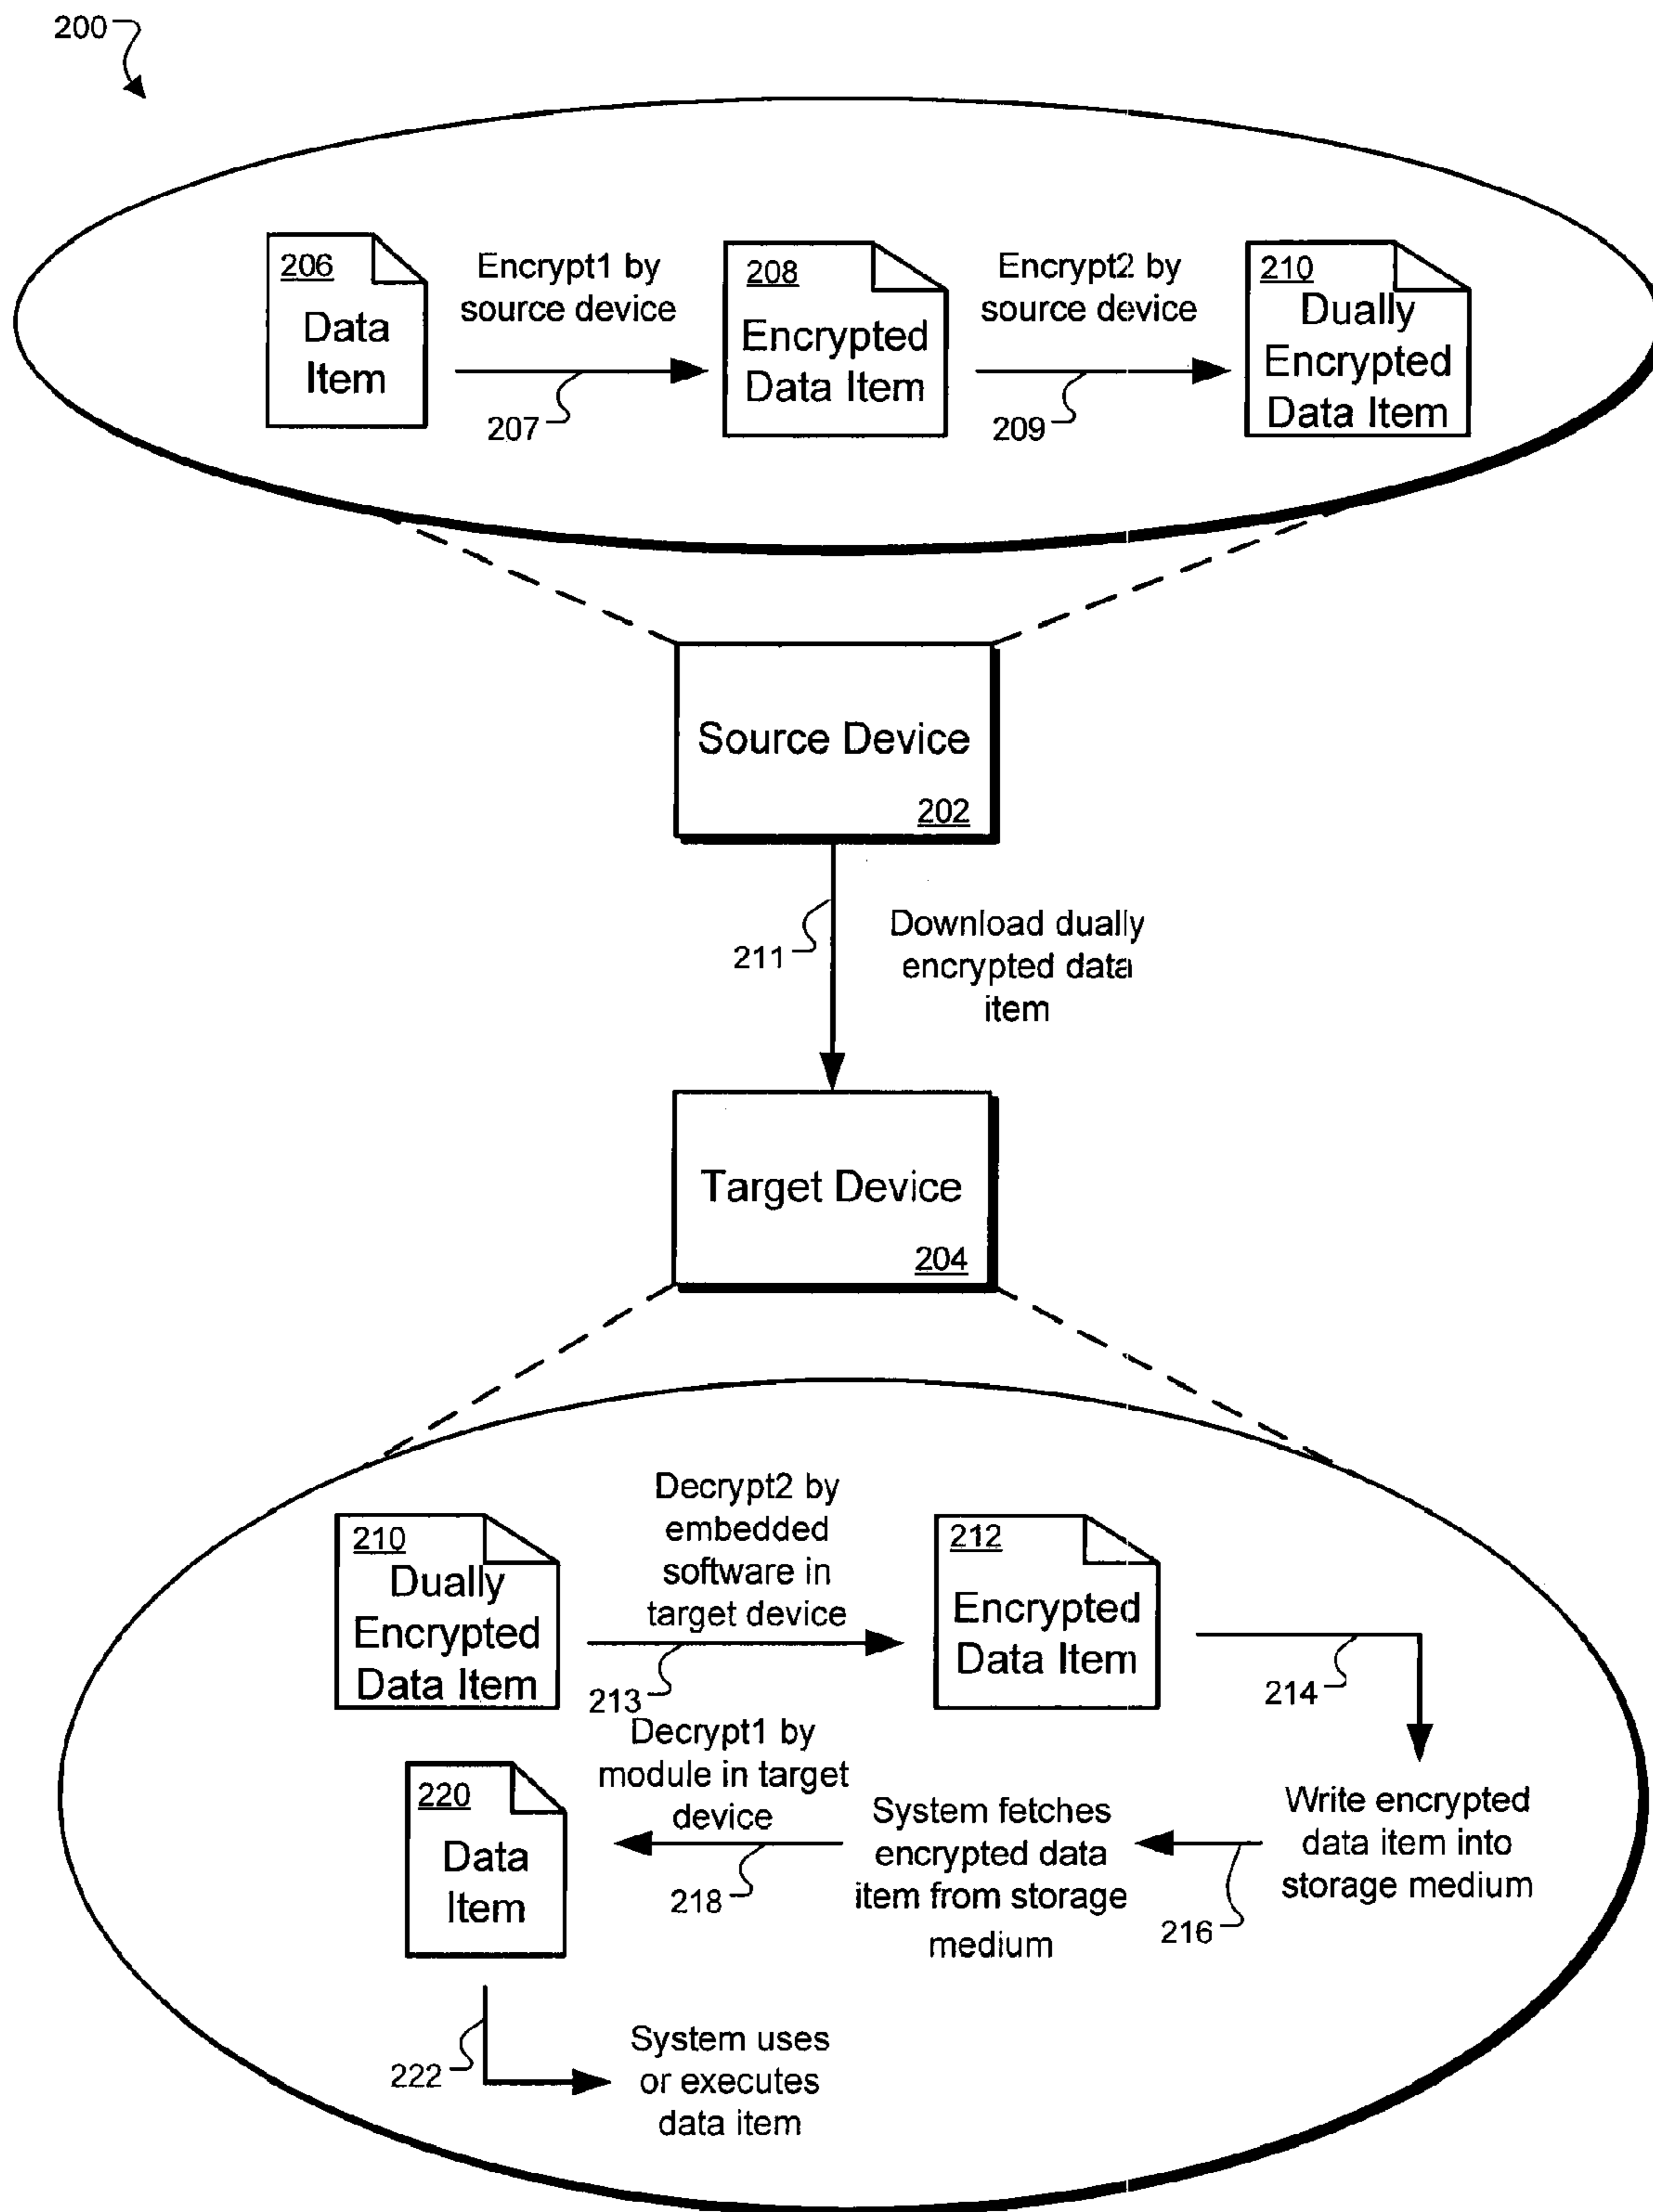 200
206
Data
Item
Encrypt1 by
source device
207
208
Encrypted
Data Item
Encrypt2 by
source device
209
210
Dually
Encrypted
Data Item
Source Device
202
211
Download dually
encrypted data
item
Target Device
204
210
Dually
Encrypted
Data Item
Decrypt2 by
embedded
software in
target device
213
212
Encrypted
Data Item
214
Write encrypted
data item into
storage medium
216
System fetches
encrypted data
item from storage
medium
Decrypt1 by
module in target
device
218
220
Data
Item
222
System uses
or executes
data item